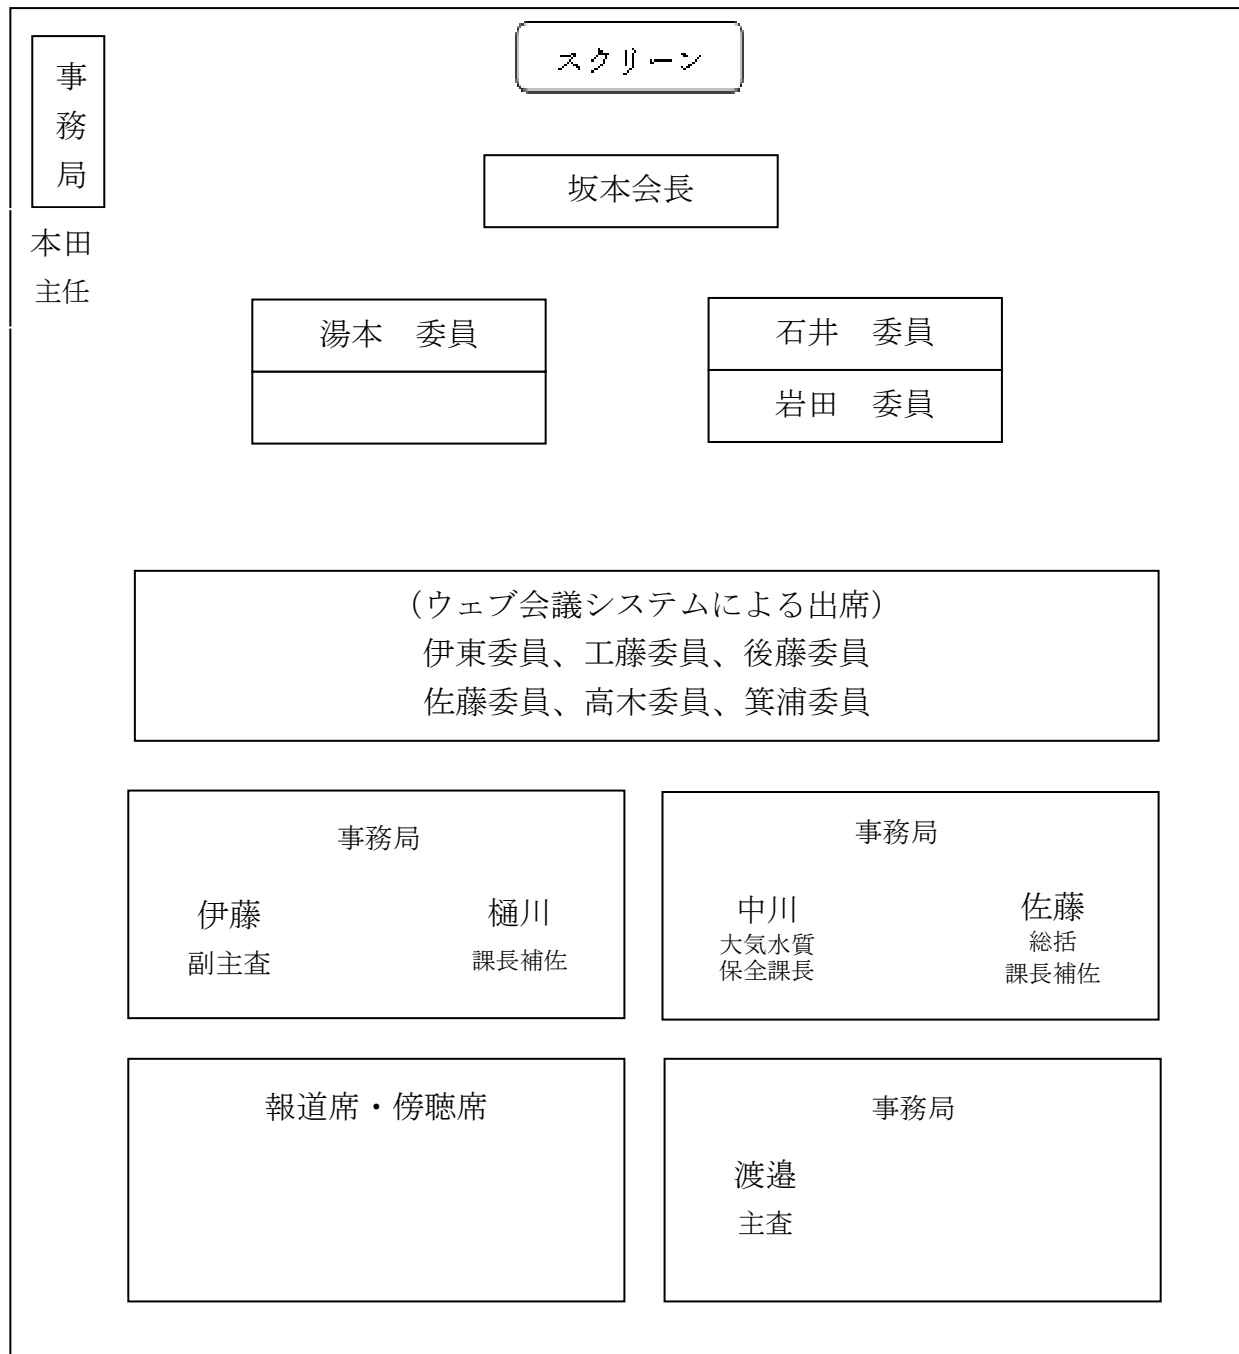 スクリーン
事務局
本田
主任
坂本会長
湯本　委員
石井　委員
岩田　委員
（ウェブ会議システムによる出席）
伊東委員、工藤委員、後藤委員
佐藤委員、高木委員、箕浦委員
事務局
伊藤
副主査
樋川
課長補佐
事務局
中川
大気水質
保全課長
佐藤
総括
課長補佐
報道席・傍聴席
事務局
渡邉
主査